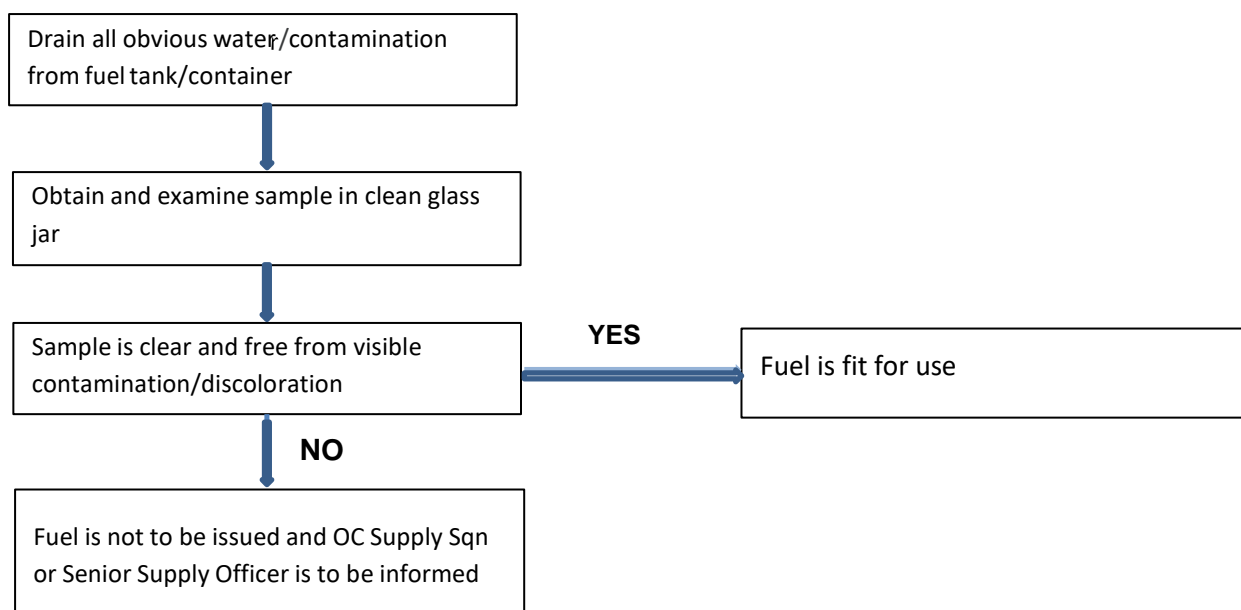 Drain all obvious water/contamination
from fuel tank/container
Obtain and examine sample in clean glass
jar
Sample is clear and free from visible
contamination/discoloration
YES
Fuel is fit for use
NO
Fuel is not to be issued and OC Supply Sqn
or Senior Supply Officer is to be informed